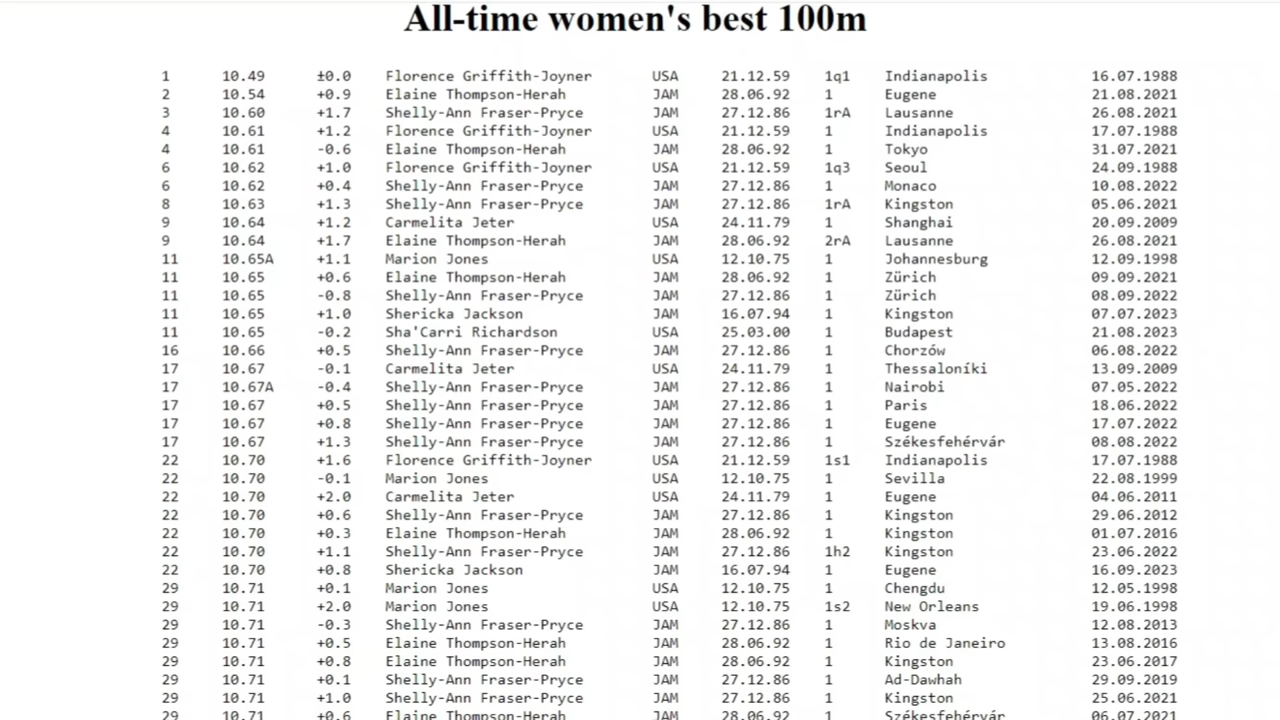 All-time women's best 100m
1 10.49 ±0.0 Florence Griffith-Joyner USA 21.12.59 1q1 Indianapolis 16.07.1988
2 10.54 +0.9 Elaine Thompson-Herah JAM 28.06.92 1 Eugene 21.08.2021
3 10.60 +1.7 Shelly-Ann Fraser-Pryce JAM 27.12.86 1rA Lausanne 26.08.2021
4 10.61 +1.2 Florence Griffith-Joyner USA 21.12.59 1 Indianapolis 17.07.1988
4 10.61 -0.6 Elaine Thompson-Herah JAM 28.06.92 1 Tokyo 31.07.2021
6 10.62 +1.0 Florence Griffith-Joyner USA 21.12.59 1q3 Seoul 24.09.1988
6 10.62 +0.4 Shelly-Ann Fraser-Pryce JAM 27.12.86 1 Monaco 10.08.2022
8 10.63 +1.3 Shelly-Ann Fraser-Pryce JAM 27.12.86 1rA Kingston 05.06.2021
9 10.64 +1.2 Carmelita Jeter USA 24.11.79 1 Shanghai 20.09.2009
9 10.64 +1.7 Elaine Thompson-Herah JAM 28.06.92 2rA Lausanne 26.08.2021
11 10.65A +1.1 Marion Jones USA 12.10.75 1 Johannesburg 12.09.1998
11 10.65 +0.6 Elaine Thompson-Herah JAM 28.06.92 1 Zürich 09.09.2021
11 10.65 -0.8 Shelly-Ann Fraser-Pryce JAM 27.12.86 1 Zürich 08.09.2022
11 10.65 +1.0 Shericka Jackson JAM 16.07.94 1 Kingston 07.07.2023
11 10.65 -0.2 Sha'Carri Richardson USA 25.03.00 1 Budapest 21.08.2023
16 10.66 +0.5 Shelly-Ann Fraser-Pryce JAM 27.12.86 1 Chorzów 06.08.2022
17 10.67 -0.1 Carmelita Jeter USA 24.11.79 1 Thessaloníki 13.09.2009
17 10.67A -0.4 Shelly-Ann Fraser-Pryce JAM 27.12.86 1 Nairobi 07.05.2022
17 10.67 +0.5 Shelly-Ann Fraser-Pryce JAM 27.12.86 1 Paris 18.06.2022
17 10.67 +0.8 Shelly-Ann Fraser-Pryce JAM 27.12.86 1 Eugene 17.07.2022
17 10.67 +1.3 Shelly-Ann Fraser-Pryce JAM 27.12.86 1 Székesfehérvár 08.08.2022
22 10.70 +1.6 Florence Griffith-Joyner USA 21.12.59 1s1 Indianapolis 17.07.1988
22 10.70 -0.1 Marion Jones USA 12.10.75 1 Sevilla 22.08.1999
22 10.70 +2.0 Carmelita Jeter USA 24.11.79 1 Eugene 04.06.2011
22 10.70 +0.6 Shelly-Ann Fraser-Pryce JAM 27.12.86 1 Kingston 29.06.2012
22 10.70 +0.3 Elaine Thompson-Herah JAM 28.06.92 1 Kingston 01.07.2016
22 10.70 +1.1 Shelly-Ann Fraser-Pryce JAM 27.12.86 1h2 Kingston 23.06.2022
22 10.70 +0.8 Shericka Jackson JAM 16.07.94 1 Eugene 16.09.2023
29 10.71 +0.1 Marion Jones USA 12.10.75 1 Chengdu 12.05.1998
29 10.71 +2.0 Marion Jones USA 12.10.75 1s2 New Orleans 19.06.1998
29 10.71 -0.3 Shelly-Ann Fraser-Pryce JAM 27.12.86 1 Moskva 12.08.2013
29 10.71 +0.5 Elaine Thompson-Herah JAM 28.06.92 1 Rio de Janeiro 13.08.2016
29 10.71 +0.8 Elaine Thompson-Herah JAM 28.06.92 1 Kingston 23.06.2017
29 10.71 +0.1 Shelly-Ann Fraser-Pryce JAM 27.12.86 1 Ad-Dawhah 29.09.2019
29 10.71 +1.0 Shelly-Ann Fraser-Pryce JAM 27.12.86 1 Kingston 25.06.2021
29 10.71 +0.6 Elaine Thompson-Herah JAM 28.06.92 1 Székesfehérvár 06.07.2021